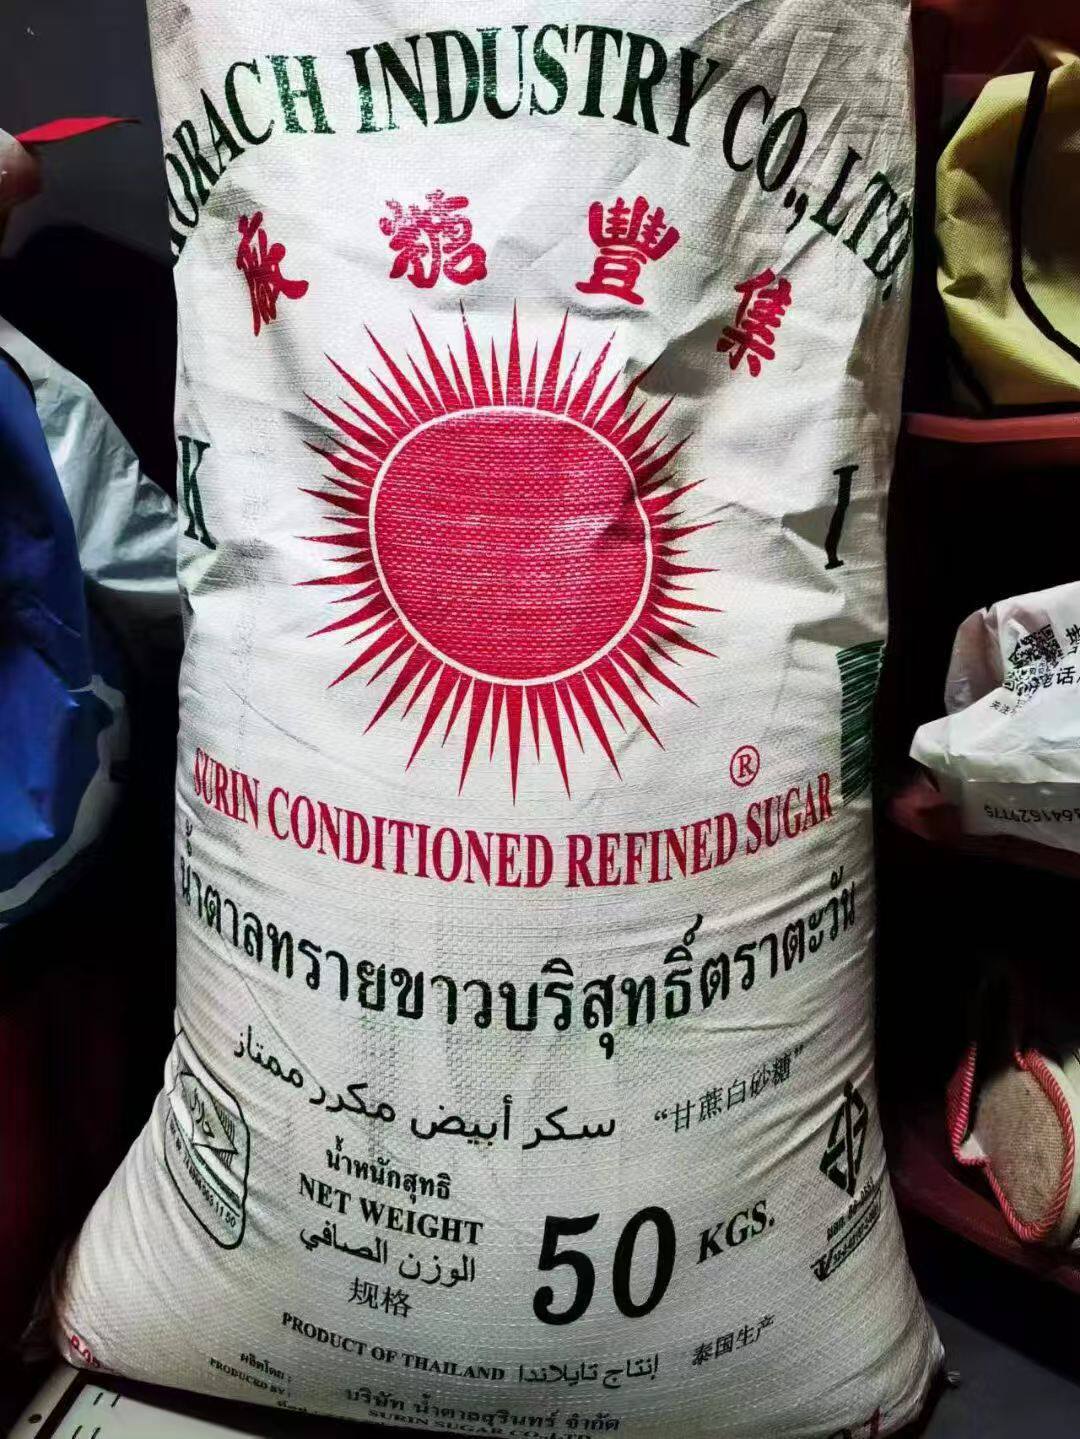 KORACH INDUSTRY CO., LTD.
廠糖豐集
K I
®
SURIN CONDITIONED REFINED SUGAR
น้ำตาลทรายขาวบริสุทธิ์ตราตะวัน
سكر أبيض مكرر ممتاز
“甘蔗白砂糖”
حلال
น้ำหนักสุทธิ
NET WEIGHT 50 KGS.
الوزن الصافي
规格
PRODUCT OF THAILAND إنتاج تايلاندا 泰国生产
ผลิตโดย :
PRODUCED BY :
บริษัท น้ำตาลสุรินทร์ จำกัด
SURIN SUGAR CO., LTD.